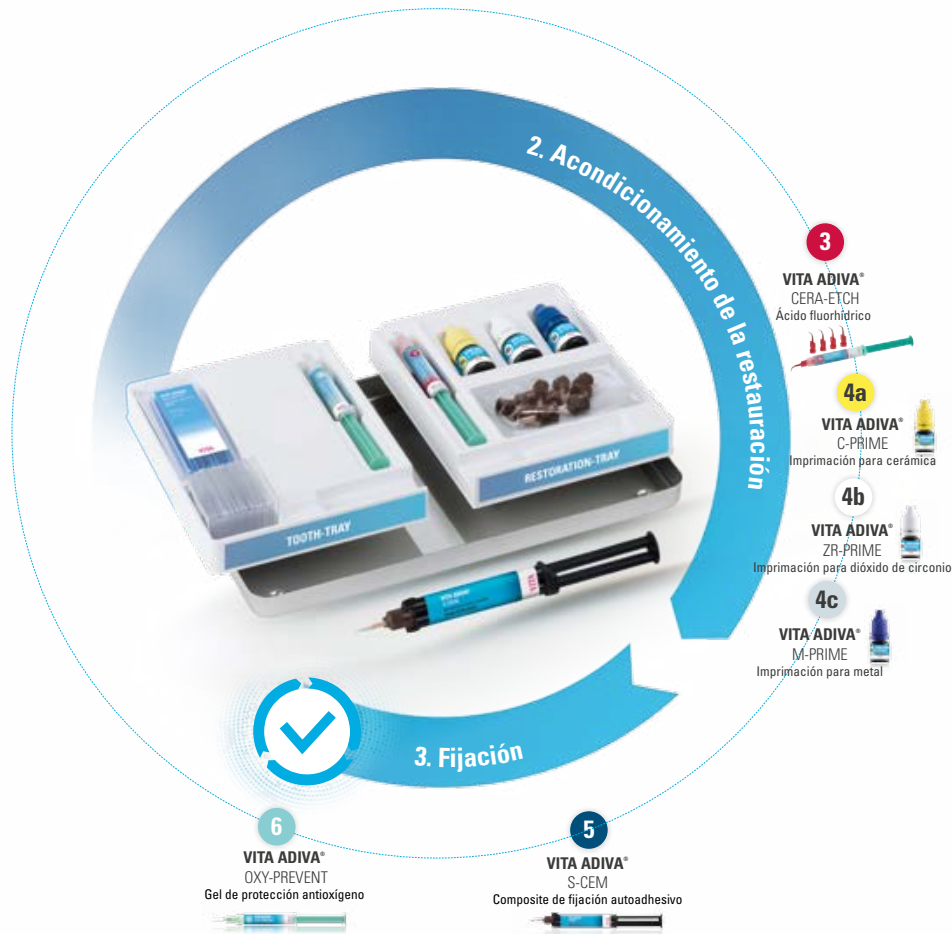 2. Acondicionamiento de la restauración
3
VITA ADIVA®
CERA-ETCH
Ácido fluorhídrico
4a
VITA ADIVA®
C-PRIME
Imprimación para cerámica
4b
VITA ADIVA®
ZR-PRIME
Imprimación para dióxido de circonio
4c
VITA ADIVA®
M-PRIME
Imprimación para metal
RESTORATION-TRAY
TOOTH-TRAY
VITA
3. Fijación
6
VITA ADIVA®
OXY-PREVENT
Gel de protección antioxígeno
5
VITA ADIVA®
S-CEM
Composite de fijación autoadhesivo